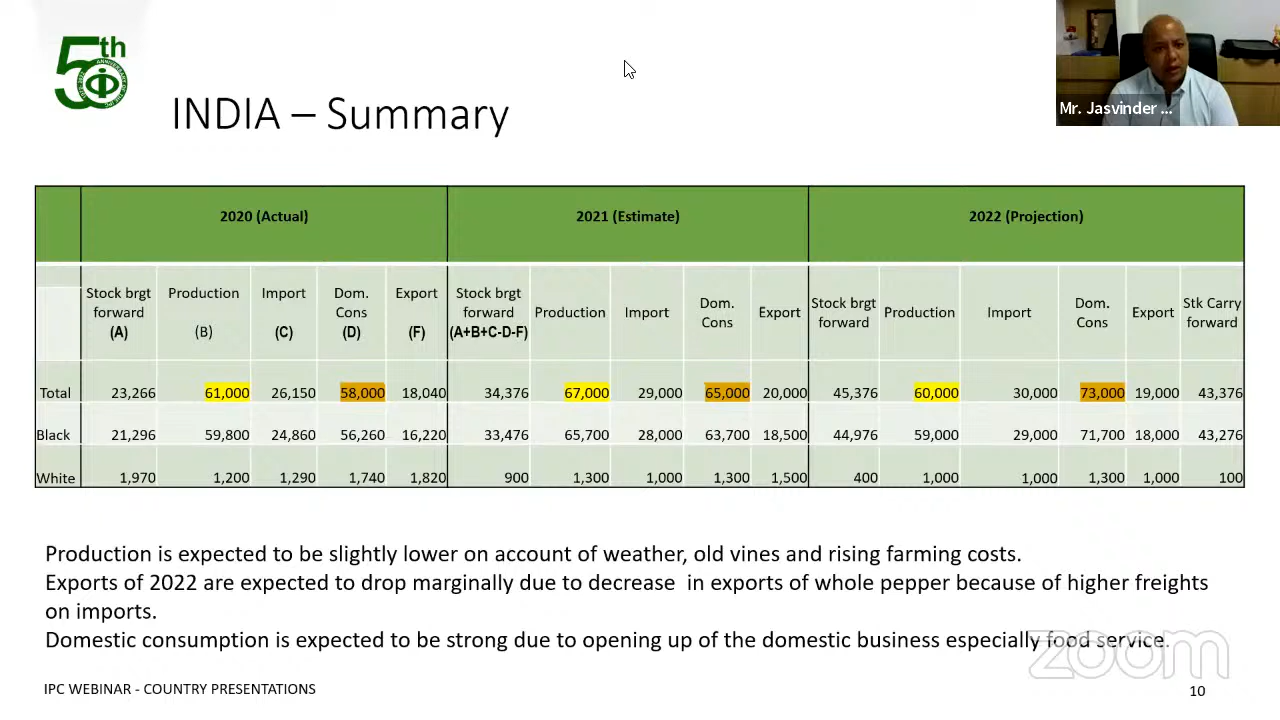 50th
ANNIVERSARY OF THE IPC
INDIA – Summary
Mr. Jasvinder ...
2020 (Actual) 2021 (Estimate) 2022 (Projection)
Stock brgt forward (A) Production (B) Import (C) Dom. Cons (D) Export (F) Stock brgt forward (A+B+C-D-F) Production Import Dom. Cons Export Stock brgt forward Production Import Dom. Cons Export Stk Carry forward
Total 23,266 61,000 26,150 58,000 18,040 34,376 67,000 29,000 65,000 20,000 45,376 60,000 30,000 73,000 19,000 43,376
Black 21,296 59,800 24,860 56,260 16,220 33,476 65,700 28,000 63,700 18,500 44,976 59,000 29,000 71,700 18,000 43,276
White 1,970 1,200 1,290 1,740 1,820 900 1,300 1,000 1,300 1,500 400 1,000 1,000 1,300 1,000 100
Production is expected to be slightly lower on account of weather, old vines and rising farming costs.
Exports of 2022 are expected to drop marginally due to decrease in exports of whole pepper because of higher freights
on imports.
Domestic consumption is expected to be strong due to opening up of the domestic business especially food service.
zoom
IPC WEBINAR - COUNTRY PRESENTATIONS 10